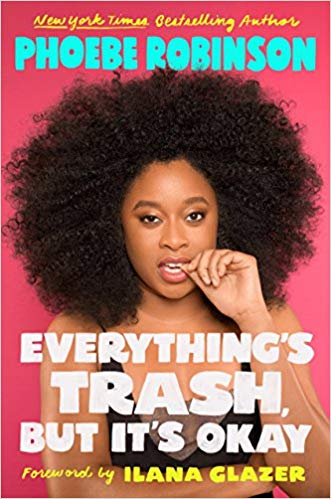 New York Times Bestselling Author
PHOEBE ROBINSON
EVERYTHING'S
TRASH,
BUT IT'S OKAY
Foreword by ILANA GLAZER